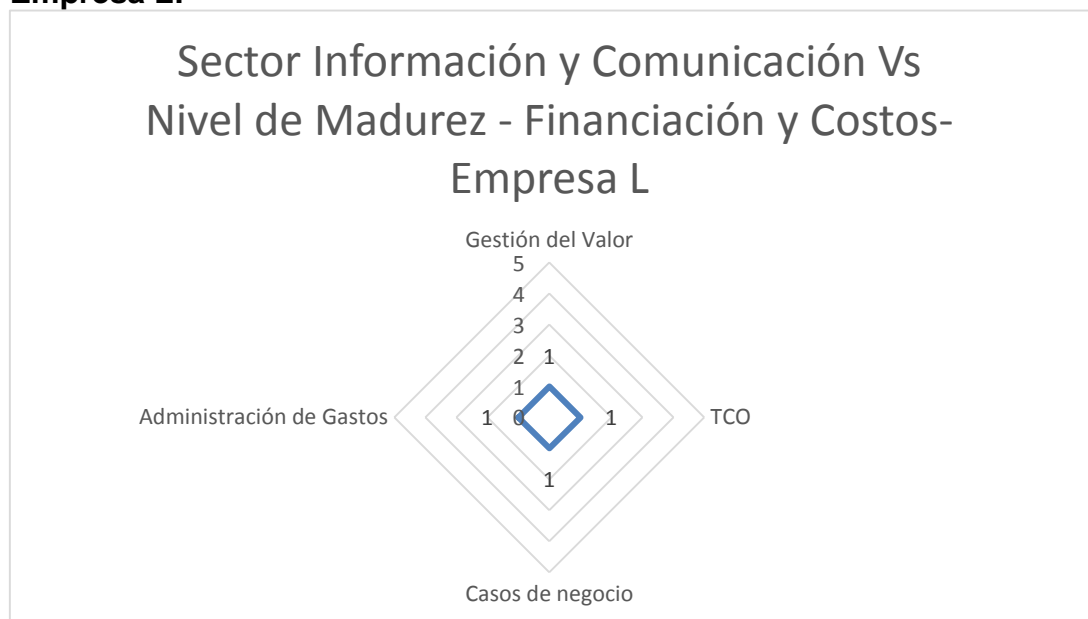 Empresa L.
Sector Información y Comunicación Vs
Nivel de Madurez - Financiación y Costos-
Empresa L
Gestión del Valor
5
4
3
2 1
1
Administración de Gastos 1 0 1 TCO
1
Casos de negocio